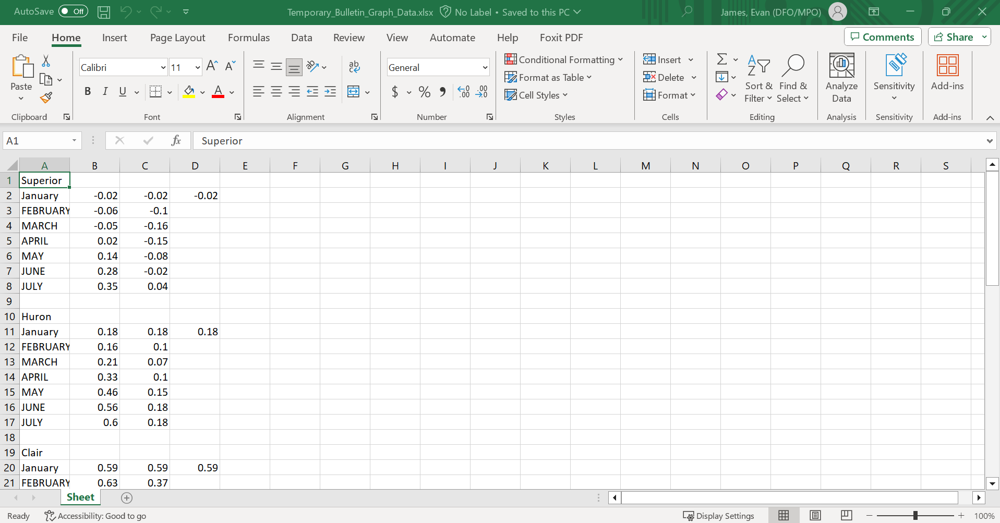 AutoSave Off Temporary_Bulletin_Graph_Data.xlsx No Label • Saved to this PC James, Evan (DFO/MPO)
File Home Insert Page Layout Formulas Data Review View Automate Help Foxit PDF Comments Share
Paste
Clipboard
Calibri 11
B I U A
Font
ab
Alignment
General
$ % , .00 .00
Number
Conditional Formatting
Format as Table
Cell Styles
Styles
Insert
Delete
Format
Cells
Sort & Filter
Find & Select
Editing
Analyze Data
Analysis
Sensitivity
Sensitivity
Add-ins
Add-ins
A1 fx Superior
A B C D E F G H I J K L M N O P Q R S
1 Superior
2 January -0.02 -0.02 -0.02
3 FEBRUARY -0.06 -0.1
4 MARCH -0.05 -0.16
5 APRIL 0.02 -0.15
6 MAY 0.14 -0.08
7 JUNE 0.28 -0.02
8 JULY 0.35 0.04
9
10 Huron
11 January 0.18 0.18 0.18
12 FEBRUARY 0.16 0.1
13 MARCH 0.21 0.07
14 APRIL 0.33 0.1
15 MAY 0.46 0.15
16 JUNE 0.56 0.18
17 JULY 0.6 0.18
18
19 Clair
20 January 0.59 0.59 0.59
21 FEBRUARY 0.63 0.37
Sheet
Ready Accessibility: Good to go Display Settings 100%